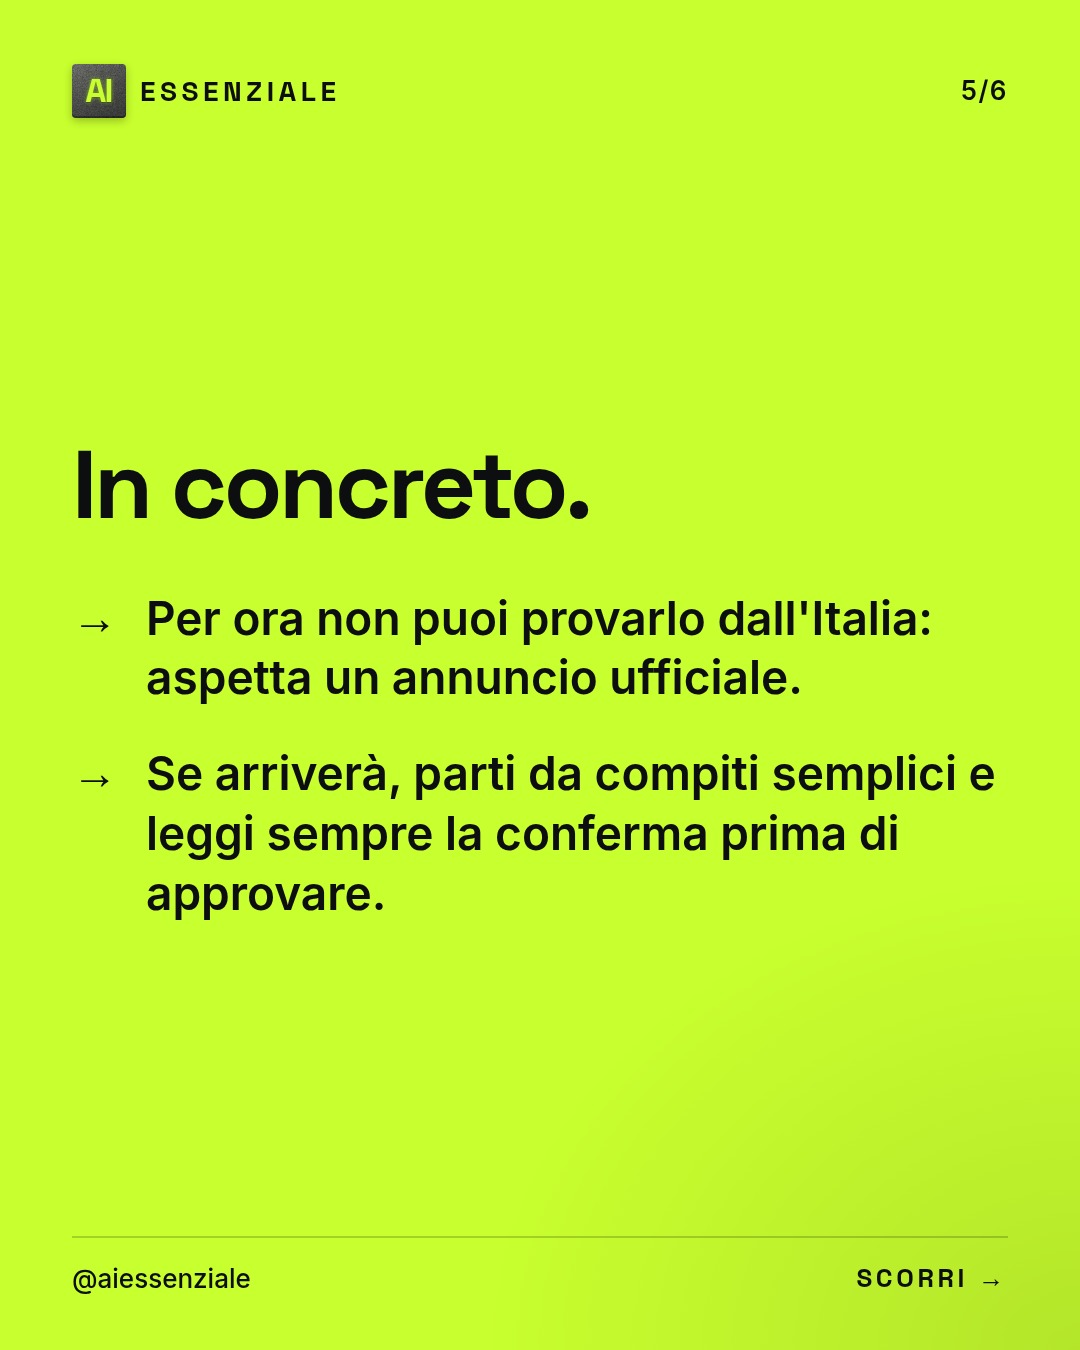 AI ESSENZIALE
5/6
In concreto.
→ Per ora non puoi provarlo dall'Italia:
aspetta un annuncio ufficiale.
→ Se arriverà, parti da compiti semplici e
leggi sempre la conferma prima di
approvare.
@aiessenziale
SCORRI →